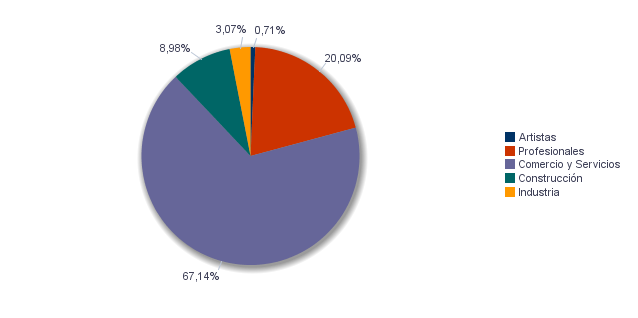 3,07%
0,71%
8,98%
20,09%
67,14%
Artistas
Profesionales
Comercio y Servicios
Construcción
Industria